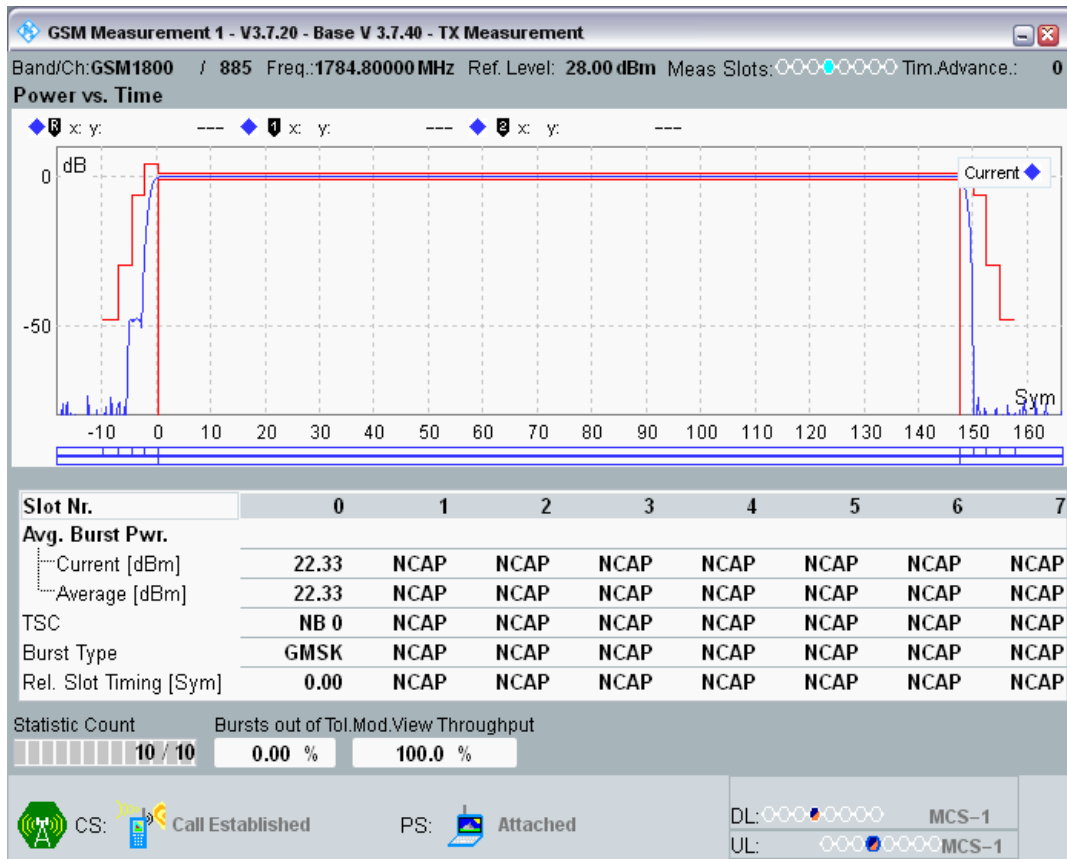 GSM Measurement 1 - V3.7.20 - Base V 3.7.40 - TX Measurement
Band/Ch:GSM1800 / 885 Freq.:1784.80000 MHz Ref. Level: 28.00 dBm Meas Slots: Tim.Advance.: 0
Power vs. Time
R x: y: --- 1 x: y: --- 2 x: y: ---
dB
0
Current
-50
Sym
-10 0 10 20 30 40 50 60 70 80 90 100 110 120 130 140 150 160
Slot Nr. 0 1 2 3 4 5 6 7
Avg. Burst Pwr.
Current [dBm] 22.33 NCAP NCAP NCAP NCAP NCAP NCAP NCAP
Average [dBm] 22.33 NCAP NCAP NCAP NCAP NCAP NCAP NCAP
TSC NB 0 NCAP NCAP NCAP NCAP NCAP NCAP NCAP
Burst Type GMSK NCAP NCAP NCAP NCAP NCAP NCAP NCAP
Rel. Slot Timing [Sym] 0.00 NCAP NCAP NCAP NCAP NCAP NCAP NCAP
Statistic Count Bursts out of Tol.Mod.View Throughput
10 / 10 0.00 % 100.0 %
CS: Call Established PS: Attached
DL: MCS-1
UL: MCS-1